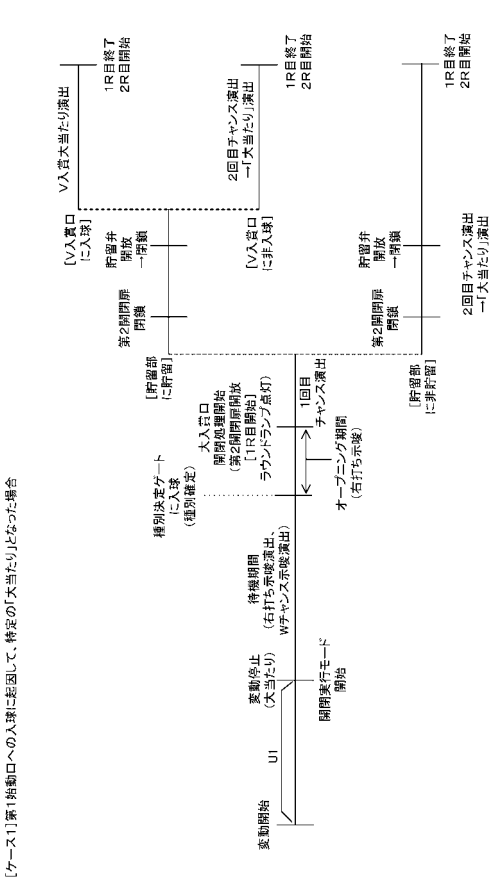 [ケース1]第1始動口への入球に起因して、特定の「大当たり」となった場合
変動開始
U1
変動停止
(大当たり)
開閉実行モード
開始
待機期間
(右打ち示唆演出、
Wチャンス示唆演出)
種別決定ゲート
に入球
(種別確定)
オープニング期間
(右打ち示唆)
大入賞口
開閉処理開始
(第2開閉扉開放
[1R目開始]
ラウンドランプ点灯)
1回目
チャンス演出
[貯留部
に貯留]
第2開閉扉
閉鎖
貯留弁
開放
→閉鎖
[V入賞口
に入球]
V入賞大当たり演出
1R目終了
2R目開始
[V入賞口
に非入球]
2回目チャンス演出
→「大当たり」演出
1R目終了
2R目開始
[貯留部
に非貯留]
第2開閉扉
閉鎖
貯留弁
開放
→閉鎖
2回目チャンス演出
→「大当たり」演出
1R目終了
2R目開始